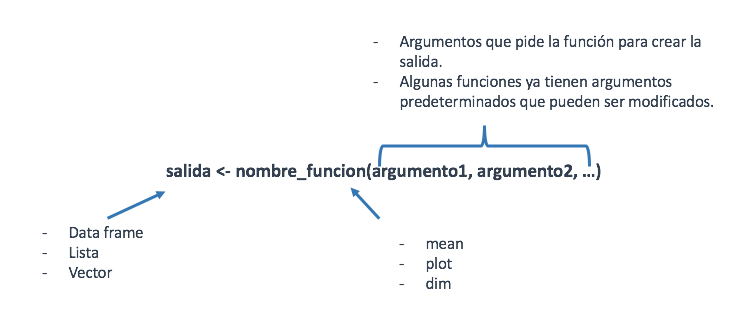 - Argumentos que pide la función para crear la
salida.
- Algunas funciones ya tienen argumentos
predeterminados que pueden ser modificados.
salida <- nombre_funcion(argumento1, argumento2, ...)
- Data frame
- Lista
- Vector
- mean
- plot
- dim